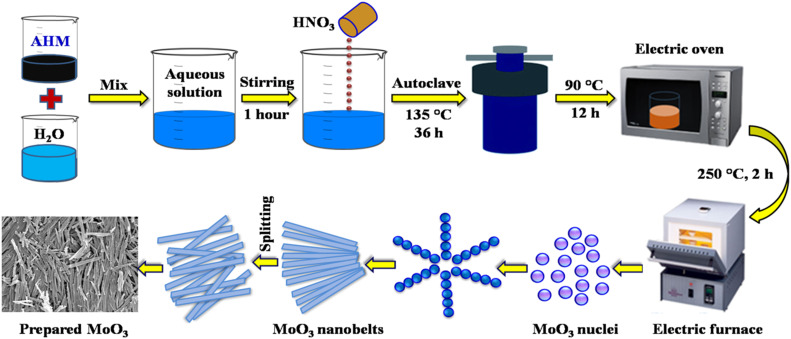 AHM
H₂O
Mix
Aqueous
solution
Stirring
1 hour
HNO₃
Autoclave
135 °C
36 h
90 °C
12 h
Electric oven
250 °C, 2 h
Electric furnace
MoO₃ nuclei
Splitting
MoO₃ nanobelts
Prepared MoO₃